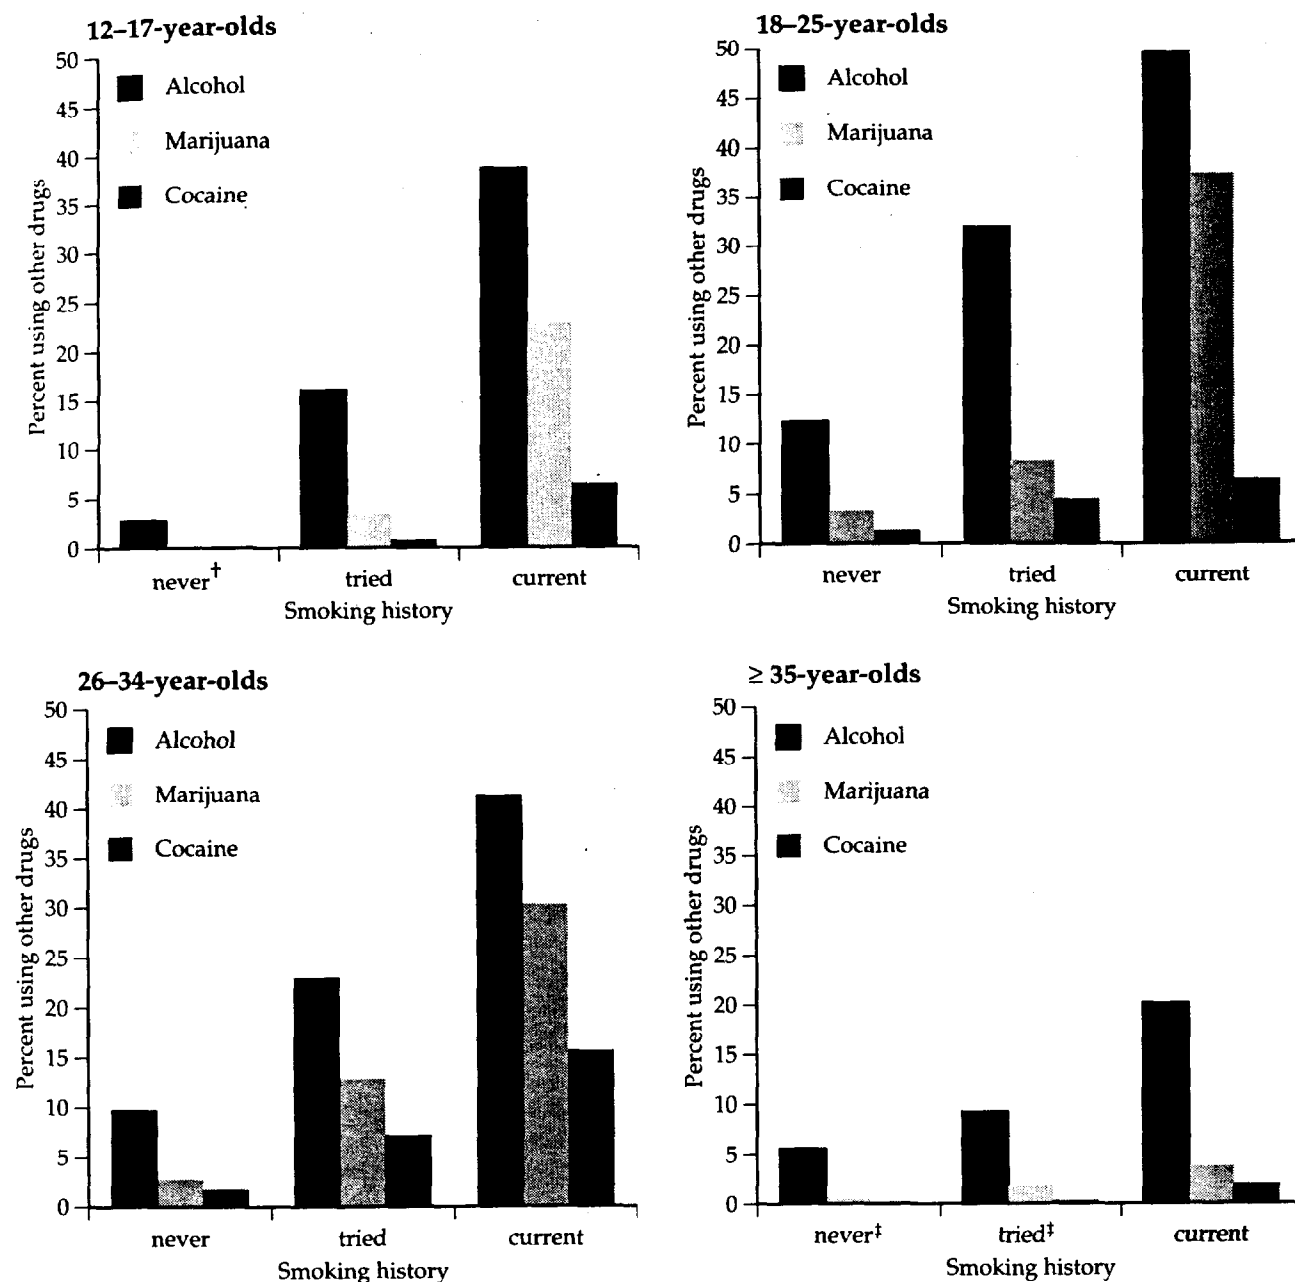 12–17-year-olds
50
45
40
35
30
25
20
15
10
5
0
Percent using other drugs
Alcohol
Marijuana
Cocaine
never†
tried
current
Smoking history
18–25-year-olds
50
45
40
35
30
25
20
15
10
5
0
Percent using other drugs
Alcohol
Marijuana
Cocaine
never
tried
current
Smoking history
26–34-year-olds
50
45
40
35
30
25
20
15
10
5
0
Percent using other drugs
Alcohol
Marijuana
Cocaine
never
tried
current
Smoking history
≥ 35-year-olds
50
45
40
35
30
25
20
15
10
5
0
Percent using other drugs
Alcohol
Marijuana
Cocaine
never‡
tried‡
current
Smoking history